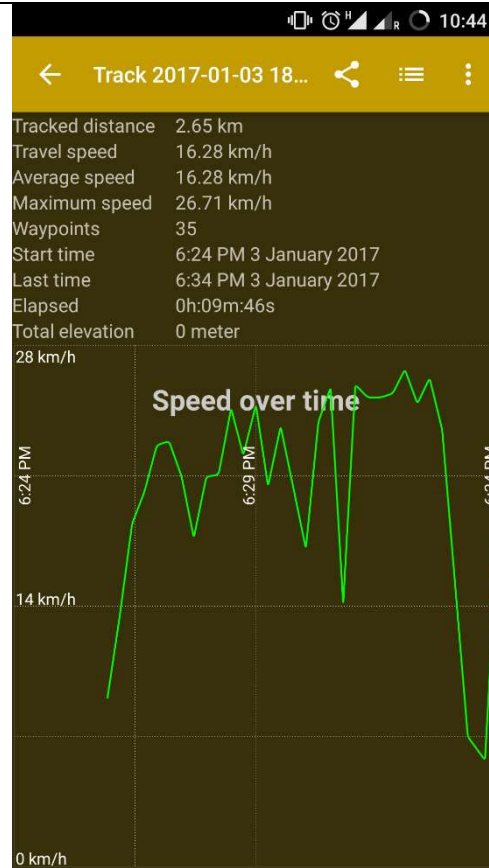 H R 10:44
Track 2017-01-03 18...
Tracked distance 2.65 km
Travel speed 16.28 km/h
Average speed 16.28 km/h
Maximum speed 26.71 km/h
Waypoints 35
Start time 6:24 PM 3 January 2017
Last time 6:34 PM 3 January 2017
Elapsed 0h:09m:46s
Total elevation 0 meter
28 km/h
Speed over time
6:24 PM
6:29 PM
14 km/h
0 km/h